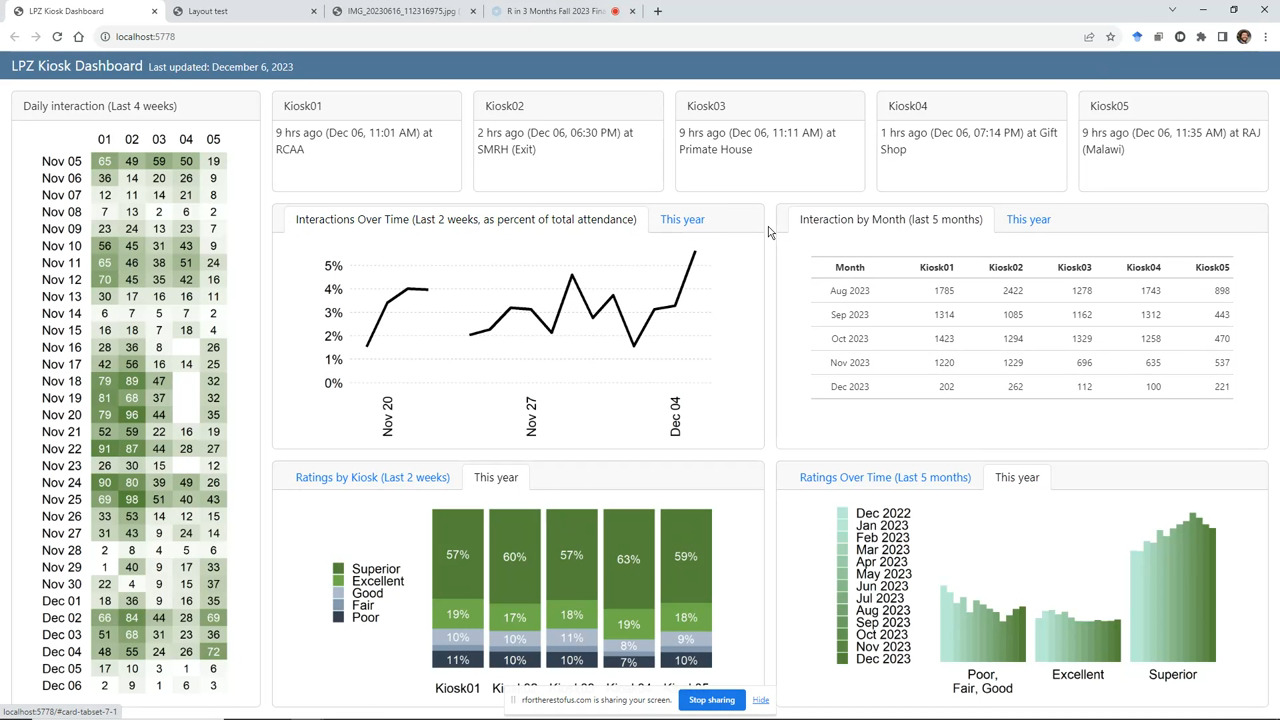 LPZ Kiosk Dashboard
Layout test
IMG_20230616_112316975.jpg (
R in 3 Months Fall 2023 Fin
localhost:5778
LPZ Kiosk Dashboard Last updated: December 6, 2023
Daily interaction (Last 4 weeks)
01 02 03 04 05
Nov 05 65 49 59 50 19
Nov 06 36 14 20 26 9
Nov 07 12 11 14 21 8
Nov 08 7 13 2 6 2
Nov 09 23 24 13 23 7
Nov 10 56 45 31 43 9
Nov 11 65 46 38 51 24
Nov 12 70 45 35 42 16
Nov 13 30 17 16 16 11
Nov 14 6 7 5 7 2
Nov 15 16 18 7 18 4
Nov 16 28 36 8 26
Nov 17 42 56 16 14 25
Nov 18 79 89 47 32
Nov 19 81 68 37 32
Nov 20 79 96 44 35
Nov 21 52 59 22 16 19
Nov 22 91 87 44 28 27
Nov 23 26 30 15 12
Nov 24 90 80 39 49 26
Nov 25 69 98 51 40 43
Nov 26 33 53 14 12 15
Nov 27 31 43 9 24 14
Nov 28 2 8 4 5 6
Nov 29 1 40 9 17 33
Nov 30 22 4 9 15 37
Dec 01 18 36 9 16 35
Dec 02 66 84 44 28 69
Dec 03 51 68 31 23 36
Dec 04 48 55 24 26 72
Dec 05 17 10 3 1 6
Dec 06 2 9 1 6 3
Kiosk01
9 hrs ago (Dec 06, 11:01 AM) at
RCAA
Kiosk02
2 hrs ago (Dec 06, 06:30 PM) at
SMRH (Exit)
Kiosk03
9 hrs ago (Dec 06, 11:11 AM) at
Primate House
Kiosk04
1 hrs ago (Dec 06, 07:14 PM) at Gift
Shop
Kiosk05
9 hrs ago (Dec 06, 11:35 AM) at RAJ
(Malawi)
Interactions Over Time (Last 2 weeks, as percent of total attendance) This year
5%
4%
3%
2%
1%
0%
Nov 20 Nov 27 Dec 04
Interaction by Month (last 5 months) This year
Month Kiosk01 Kiosk02 Kiosk03 Kiosk04 Kiosk05
Aug 2023 1785 2422 1278 1743 898
Sep 2023 1314 1085 1162 1312 443
Oct 2023 1423 1294 1329 1258 470
Nov 2023 1220 1229 696 635 537
Dec 2023 202 262 112 100 221
Ratings by Kiosk (Last 2 weeks) This year
Superior
Excellent
Good
Fair
Poor
57% 60% 57% 63% 59%
19% 17% 18% 19% 18%
10% 10% 11% 8% 9%
11% 10% 10% 7% 10%
Kiosk01
Ratings Over Time (Last 5 months) This year
Dec 2022
Jan 2023
Feb 2023
Mar 2023
Apr 2023
May 2023
Jun 2023
Jul 2023
Aug 2023
Sep 2023
Oct 2023
Nov 2023
Dec 2023
Poor,
Fair, Good
Excellent
Superior
rfortherestofus.com is sharing your screen. Stop sharing Hide
localhost:5778/#card-tabset-7-1